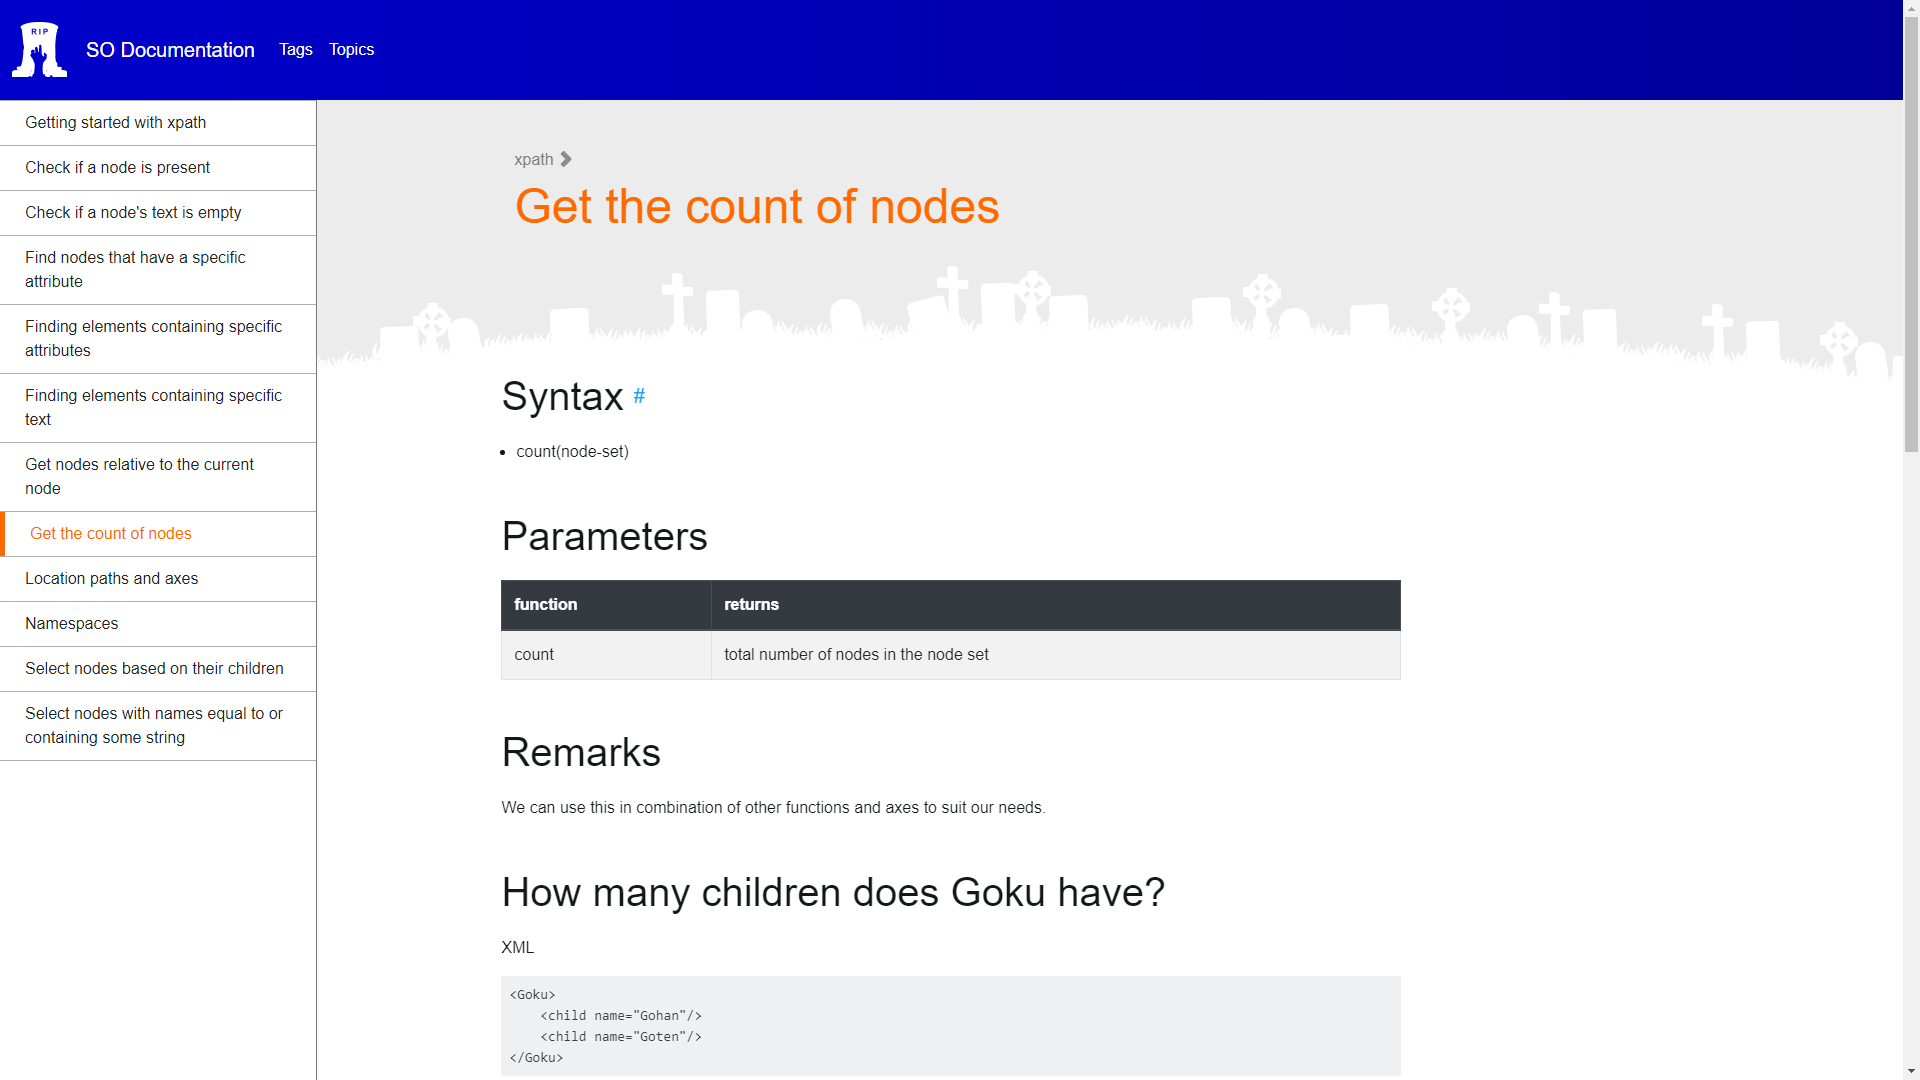 RIP
SO Documentation
Tags
Topics
Getting started with xpath
Check if a node is present
Check if a node's text is empty
Find nodes that have a specific
attribute
Finding elements containing specific
attributes
Finding elements containing specific
text
Get nodes relative to the current
node
Get the count of nodes
Location paths and axes
Namespaces
Select nodes based on their children
Select nodes with names equal to or
containing some string
xpath
Get the count of nodes
Syntax #
count(node-set)
Parameters
function returns
count total number of nodes in the node set
Remarks
We can use this in combination of other functions and axes to suit our needs.
How many children does Goku have?
XML
<Goku>
    <child name="Gohan"/>
    <child name="Goten"/>
</Goku>